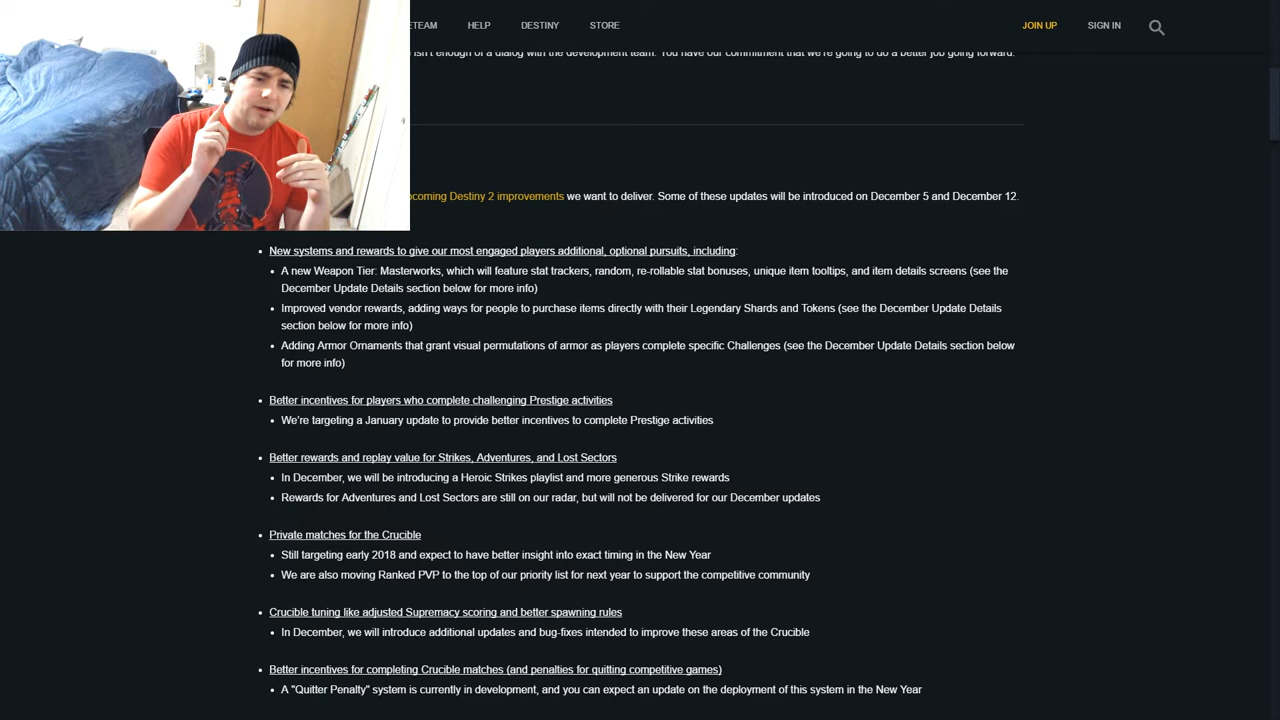 ETEAM HELP DESTINY STORE JOIN UP SIGN IN
isn't enough of a dialog with the development team. You have our commitment that we're going to do a better job going forward.
pcoming Destiny 2 improvements we want to deliver. Some of these updates will be introduced on December 5 and December 12.
• New systems and rewards to give our most engaged players additional, optional pursuits, including:
• A new Weapon Tier: Masterworks, which will feature stat trackers, random, re-rollable stat bonuses, unique item tooltips, and item details screens (see the
December Update Details section below for more info)
• Improved vendor rewards, adding ways for people to purchase items directly with their Legendary Shards and Tokens (see the December Update Details
section below for more info)
• Adding Armor Ornaments that grant visual permutations of armor as players complete specific Challenges (see the December Update Details section below
for more info)
• Better incentives for players who complete challenging Prestige activities
• We're targeting a January update to provide better incentives to complete Prestige activities
• Better rewards and replay value for Strikes, Adventures, and Lost Sectors
• In December, we will be introducing a Heroic Strikes playlist and more generous Strike rewards
• Rewards for Adventures and Lost Sectors are still on our radar, but will not be delivered for our December updates
• Private matches for the Crucible
• Still targeting early 2018 and expect to have better insight into exact timing in the New Year
• We are also moving Ranked PVP to the top of our priority list for next year to support the competitive community
• Crucible tuning like adjusted Supremacy scoring and better spawning rules
• In December, we will introduce additional updates and bug-fixes intended to improve these areas of the Crucible
• Better incentives for completing Crucible matches (and penalties for quitting competitive games)
• A "Quitter Penalty" system is currently in development, and you can expect an update on the deployment of this system in the New Year